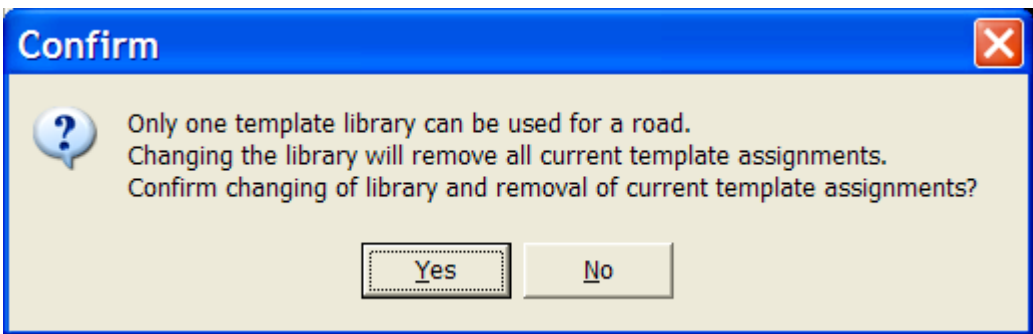 Confirm
Only one template library can be used for a road.
Changing the library will remove all current template assignments.
Confirm changing of library and removal of current template assignments?
Yes No